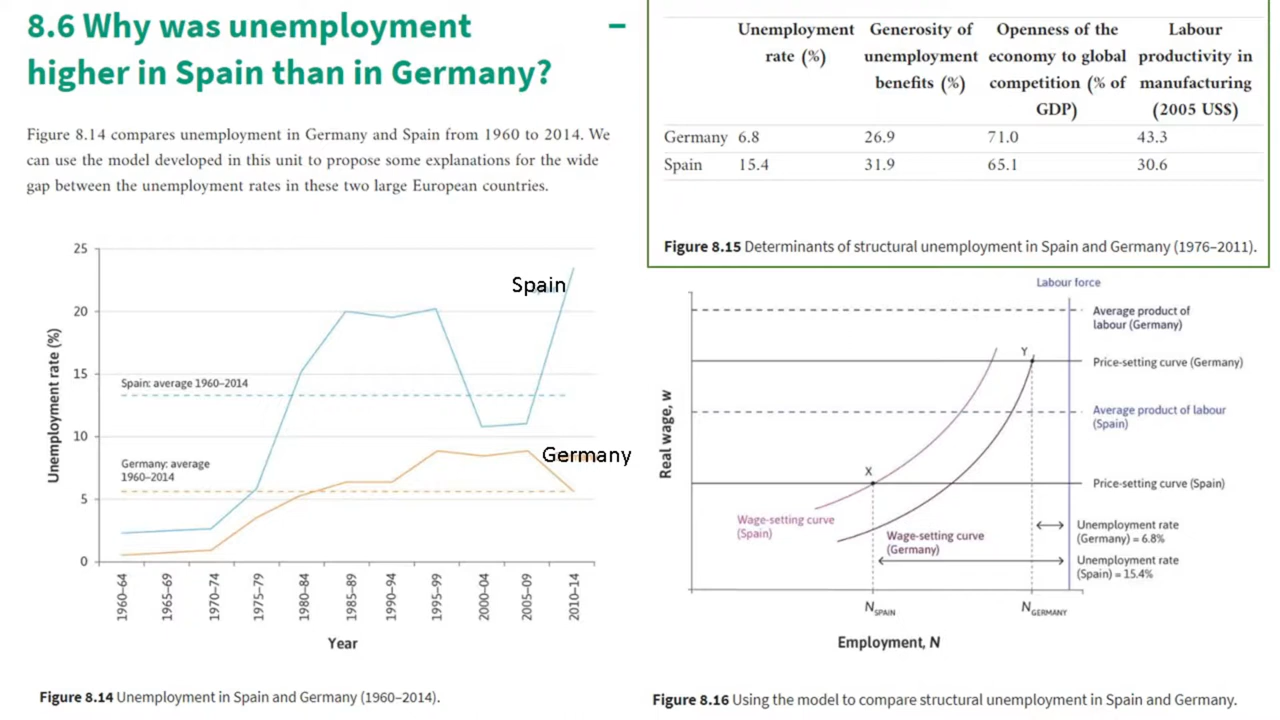 8.6 Why was unemployment
higher in Spain than in Germany?
Figure 8.14 compares unemployment in Germany and Spain from 1960 to 2014. We
can use the model developed in this unit to propose some explanations for the wide
gap between the unemployment rates in these two large European countries.
25
20
15
10
5
0
Unemployment rate (%)
Spain
Spain: average 1960–2014
Germany
Germany: average
1960–2014
1960–64
1965–69
1970–74
1975–79
1980–84
1985–89
1990–94
1995–99
2000–04
2005–09
2010–14
Year
Figure 8.14 Unemployment in Spain and Germany (1960–2014).
Unemployment rate (%)
Generosity of unemployment benefits (%)
Openness of the economy to global competition (% of GDP)
Labour productivity in manufacturing (2005 US$)
Germany 6.8 26.9 71.0 43.3
Spain 15.4 31.9 65.1 30.6
Figure 8.15 Determinants of structural unemployment in Spain and Germany (1976–2011).
Labour force
Average product of
labour (Germany)
Y
Price-setting curve (Germany)
Average product of labour
(Spain)
Real wage, w
X
Price-setting curve (Spain)
Wage-setting curve
(Spain)
Wage-setting curve
(Germany)
Unemployment rate
(Germany) = 6.8%
Unemployment rate
(Spain) = 15.4%
NSPAIN
NGERMANY
Employment, N
Figure 8.16 Using the model to compare structural unemployment in Spain and Germany.